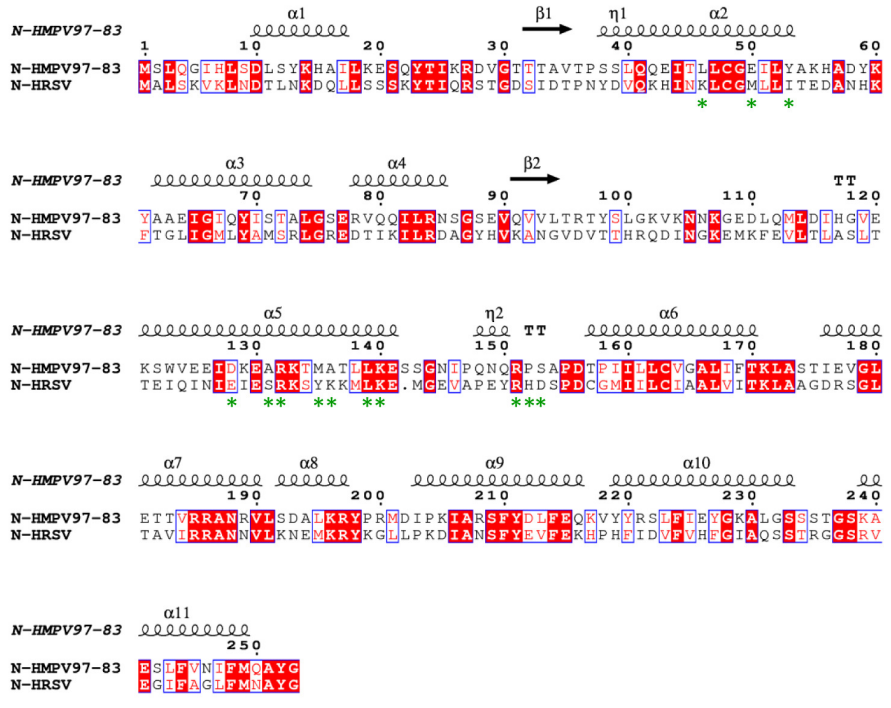 α1 β1 η1 α2
N-HMPV97-83
1 10 20 30 40 50 60
N-HMPV97-83 MSLQGIHLSDLSYKHAILKESQYTIKRDVGTTTAVTPSSLQQEITLLCGEILYAKHADYK
N-HRSV MALSKVKLNDTLNKDQLLSSSKYTIQRSTGDSIDTPNYDVQKHINKLCGMLLITEDANHK
* * *
α3 α4 β2
N-HMPV97-83 TT
70 80 90 100 110 120
N-HMPV97-83 YAAEIGIQYISTALGSERVQQILRNSGSEVQVVLTRTYSLGKVKNNKGEDLQMLDIHGVE
N-HRSV FTGLIGMLYAMSRLGREDTIKILRDAGYHVKANGVDVTTHRQDINGKEMKFEVLTLASLT
α5 η2 α6
N-HMPV97-83 TT
130 140 150 160 170 180
N-HMPV97-83 KSWVEEIDKEARKTMATLLKESSGNIPQNQRPSAPDTPIILLCVGALIFTKLASTIEVGL
N-HRSV TEIQINIEIESRKSYKKMLKE.MGEVAPEYRHDSPDCGMIILCIAALVITKLAAGDRSGL
* ** ** ** ***
α7 α8 α9 α10
N-HMPV97-83
190 200 210 220 230 240
N-HMPV97-83 ETTVRRANRVLSDALKRYPRMDIPKIARSFYDLFEQKVYYRSLFIEYGKALGSSSTGSKA
N-HRSV TAVIRRANNVLKNEMKRYKGLLPKDIANSFYEVFEKHPHFIDVFVHFGIAQSSTRGGSRV
α11
N-HMPV97-83
250
N-HMPV97-83 ESLFVNIFMQAYG
N-HRSV EGIFAGLFMNAYG